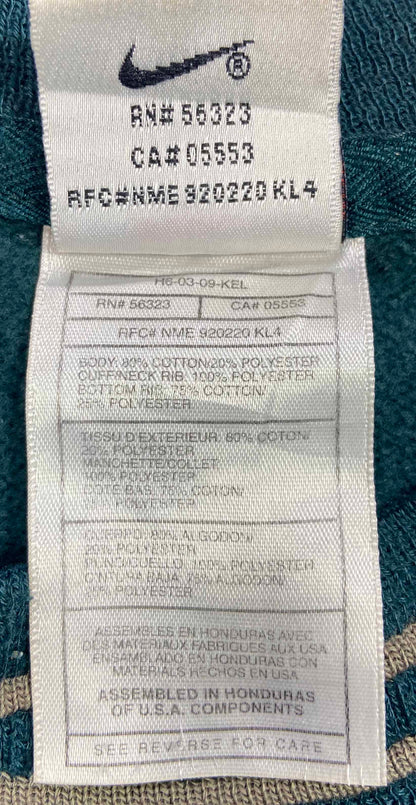 ®
RN# 56323
CA# 05553
RFC#NME 920220 KL4
H6-03-09-KEL
RN# 56323 CA# 05553
RFC# NME 920220 KL4
BODY: 80% COTTON/20% POLYESTER
CUFF/NECK RIB: 100% POLYESTER
BOTTOM RIB: 75% COTTON/
25% POLYESTER
TISSU D'EXTERIEUR: 80% COTON/
20% POLYESTER
MANCHETTE/COLLET:
100% POLYESTER
COTE BAS: 75% COTON/
25% POLYESTER
CUERPO: 80% ALGODON/
20% POLYESTER
PUNO/CUELLO: 100% POLYESTER
CINTURA BAJA: 75% ALGODON/
POLYESTER
ASSEMBLES EN HONDURAS AVEC
DES MATERIAUX FABRIQUES AUX USA
ENSAMBLADO EN HONDURAS CON
MATERIALES HECHOS EN USA
ASSEMBLED IN HONDURAS
OF U.S.A. COMPONENTS
SEE REVERSE FOR CARE